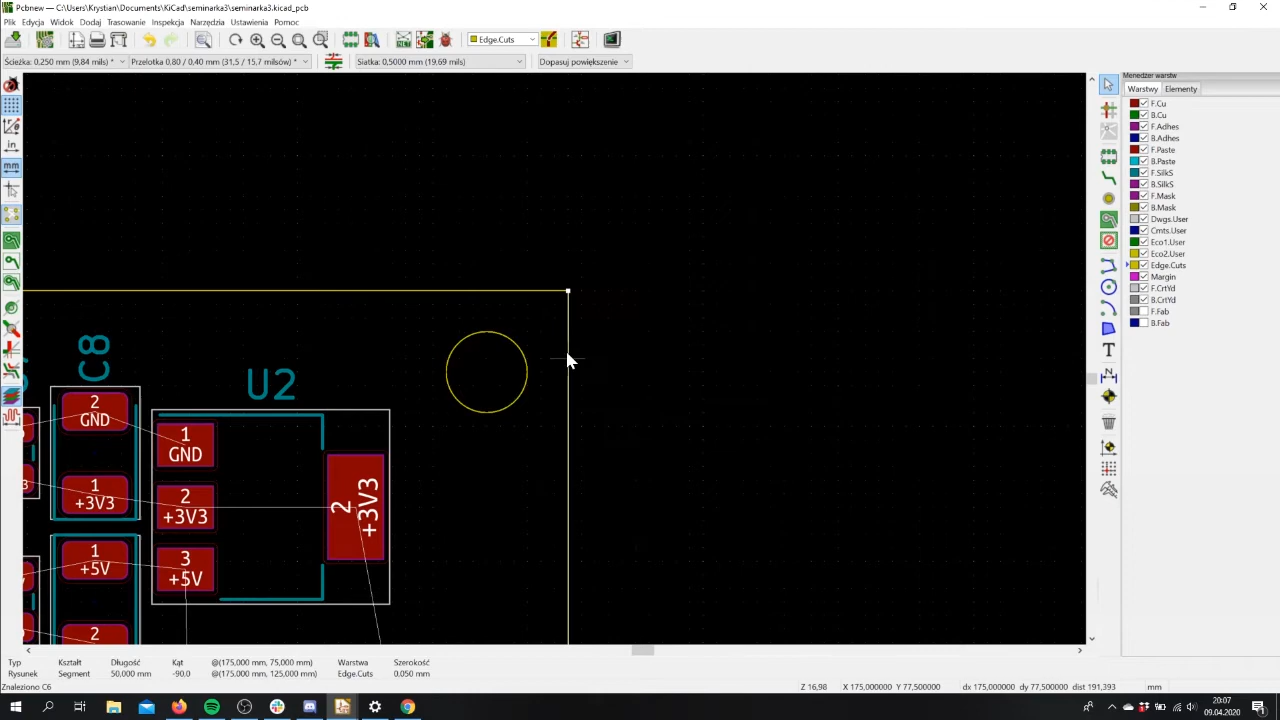 Pcbnew — C:\Users\Krystian\Documents\KiCad\seminarka3\seminarka3.kicad_pcb
Plik Edycja Widok Dodaj Trasowanie Inspekcja Narzędzia Ustawienia Pomoc
Edge.Cuts
Ścieżka: 0,250 mm (9,84 mils) * Przelotka 0,80 / 0,40 mm (31,5 / 15,7 milsów) * Siatka: 0,5000 mm (19,69 mils) Dopasuj powiększenie
Menedżer warstw
Warstwy Elementy
F.Cu
B.Cu
F.Adhes
B.Adhes
F.Paste
B.Paste
F.SilkS
B.SilkS
F.Mask
B.Mask
Dwgs.User
Cmts.User
Eco1.User
Eco2.User
Edge.Cuts
Margin
F.CrtYd
B.CrtYd
F.Fab
B.Fab
in
mm
C8
U2
2
GND
1
+3V3
1
+5V
2
1
GND
2
+3V3
3
+5V
2
+3V3
Typ Kształt Długość Kąt @(175,000 mm, 75,000 mm) Warstwa Szerokość
Rysunek Segment 50,000 mm -90,0 @(175,000 mm, 125,000 mm) Edge.Cuts 0,050 mm
Znaleziono C6 Z 16,98 X 175,000000 Y 77,500000 dx 175,000000 dy 77,500000 dist 191,393 mm
20:07
09.04.2020